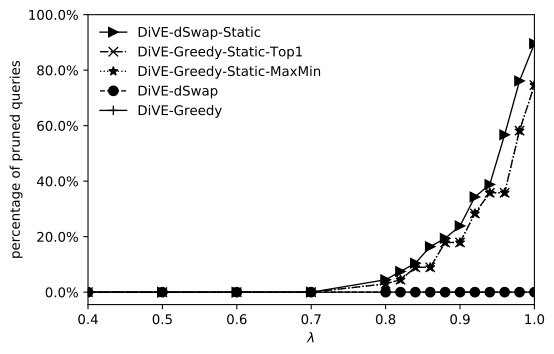 100.0%
80.0%
60.0%
40.0%
20.0%
0.0%
percentage of pruned queries
DiVE-dSwap-Static
DiVE-Greedy-Static-Top1
DiVE-Greedy-Static-MaxMin
DiVE-dSwap
DiVE-Greedy
0.4 0.5 0.6 0.7 0.8 0.9 1.0
λ